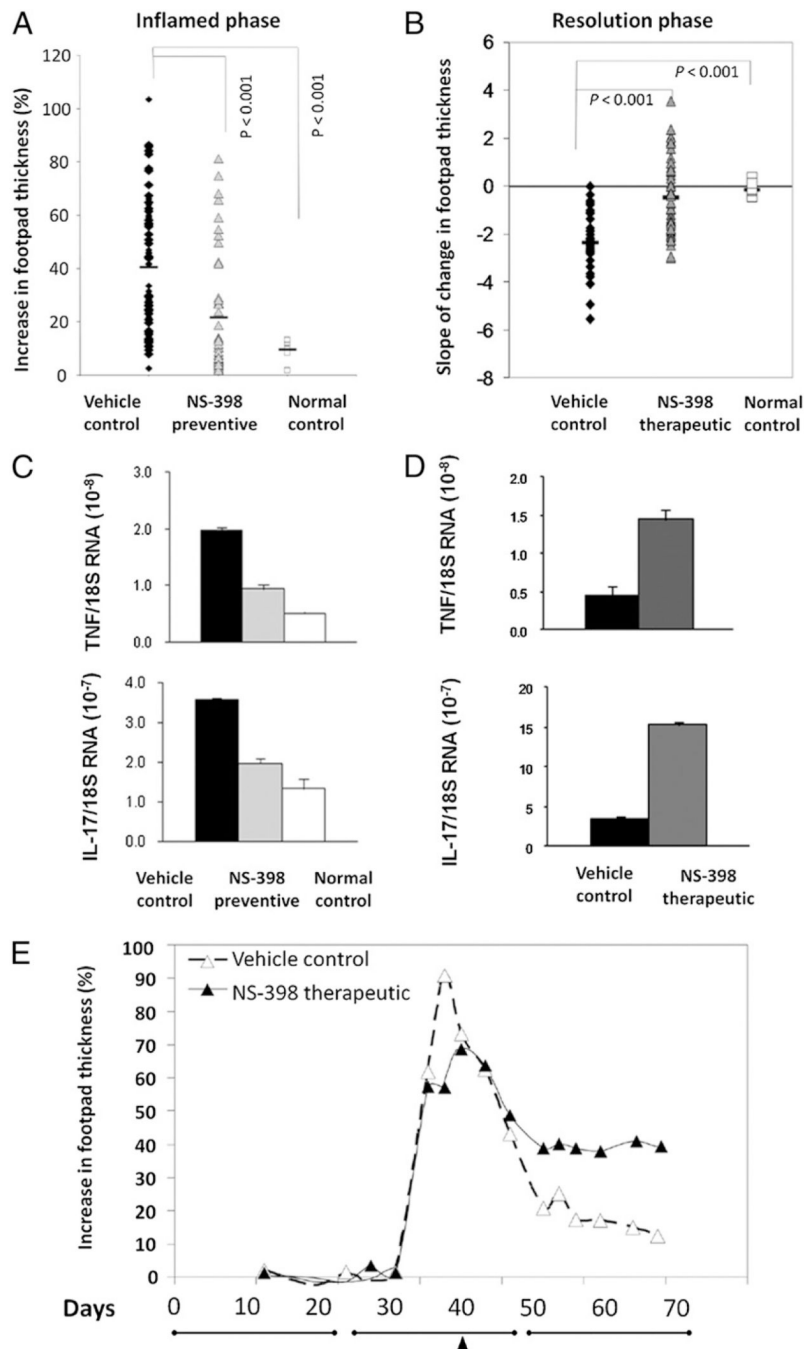 A
Inflamed phase
Increase in footpad thickness (%)
120
100
80
60
40
20
0
P < 0.001
P < 0.001
Vehicle control
NS-398 preventive
Normal control
B
Resolution phase
Slope of change in footpad thickness
6
4
2
0
-2
-4
-6
-8
P < 0.001
P < 0.001
Vehicle control
NS-398 therapeutic
Normal control
C
TNF/18S RNA (10⁻⁸)
3.0
2.0
1.0
0.0
IL-17/18S RNA (10⁻⁷)
4.0
3.0
2.0
1.0
0.0
Vehicle control
NS-398 preventive
Normal control
D
TNF/18S RNA (10⁻⁸)
2.0
1.5
1.0
0.5
0.0
IL-17/18S RNA (10⁻⁷)
20
15
10
5
0
Vehicle control
NS-398 therapeutic
E
Increase in footpad thickness (%)
100
90
80
70
60
50
40
30
20
10
0
Vehicle control
NS-398 therapeutic
Days 0 10 20 30 40 50 60 70